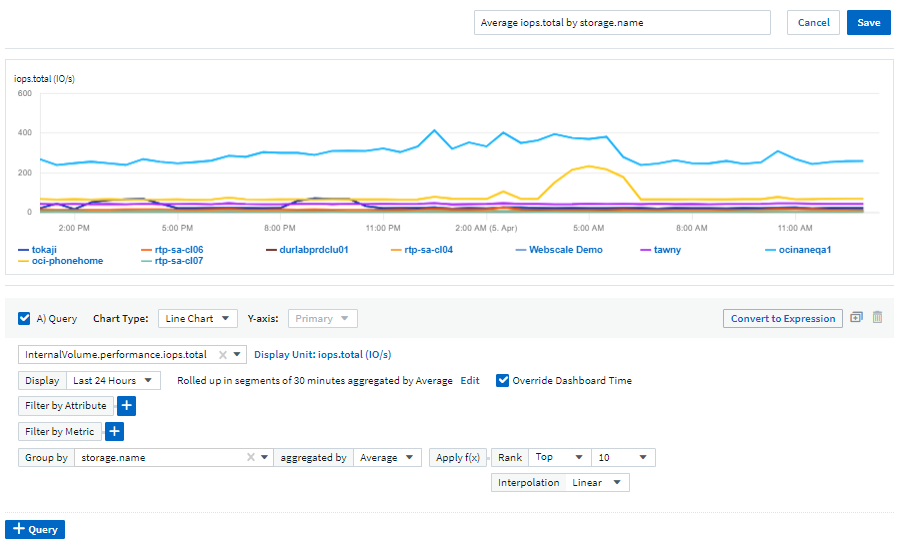 Average iops.total by storage.name
Cancel
Save
iops.total (IO/s)
600
400
200
0
2:00 PM 5:00 PM 8:00 PM 11:00 PM 2:00 AM (5. Apr) 5:00 AM 8:00 AM 11:00 AM
tokaji rtp-sa-cl06 durlabprdclu01 rtp-sa-cl04 Webscale Demo tawny ocinaneqa1
oci-phonehome rtp-sa-cl07
A) Query Chart Type: Line Chart Y-axis: Primary Convert to Expression
InternalVolume.performance.iops.total Display Unit: iops.total (IO/s)
Display Last 24 Hours Rolled up in segments of 30 minutes aggregated by Average Edit Override Dashboard Time
Filter by Attribute +
Filter by Metric +
Group by storage.name aggregated by Average Apply f(x) Rank Top 10
Interpolation Linear
+ Query